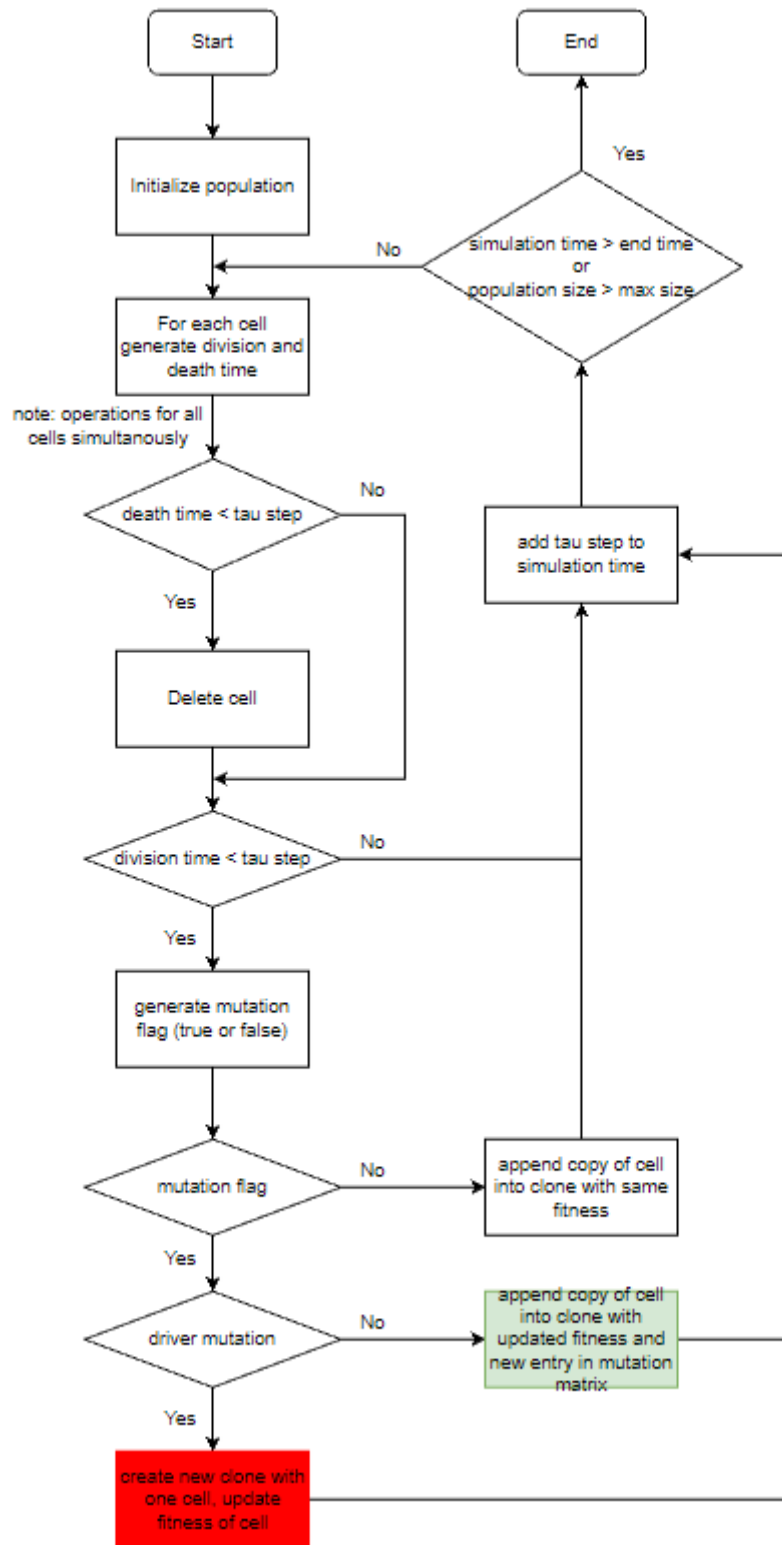 Start
End
Initialize population
Yes
simulation time > end time
or
population size > max size
No
For each cell
generate division and
death time
note: operations for all
cells simultanously
death time < tau step
No
Yes
add tau step to
simulation time
Delete cell
division time < tau step
No
Yes
generate mutation
flag (true or false)
mutation flag
No
append copy of cell
into clone with same
fitness
Yes
driver mutation
No
append copy of cell
into clone with
updated fitness and
new entry in mutation
matrix
Yes
create new clone with
one cell, update
fitness of cell